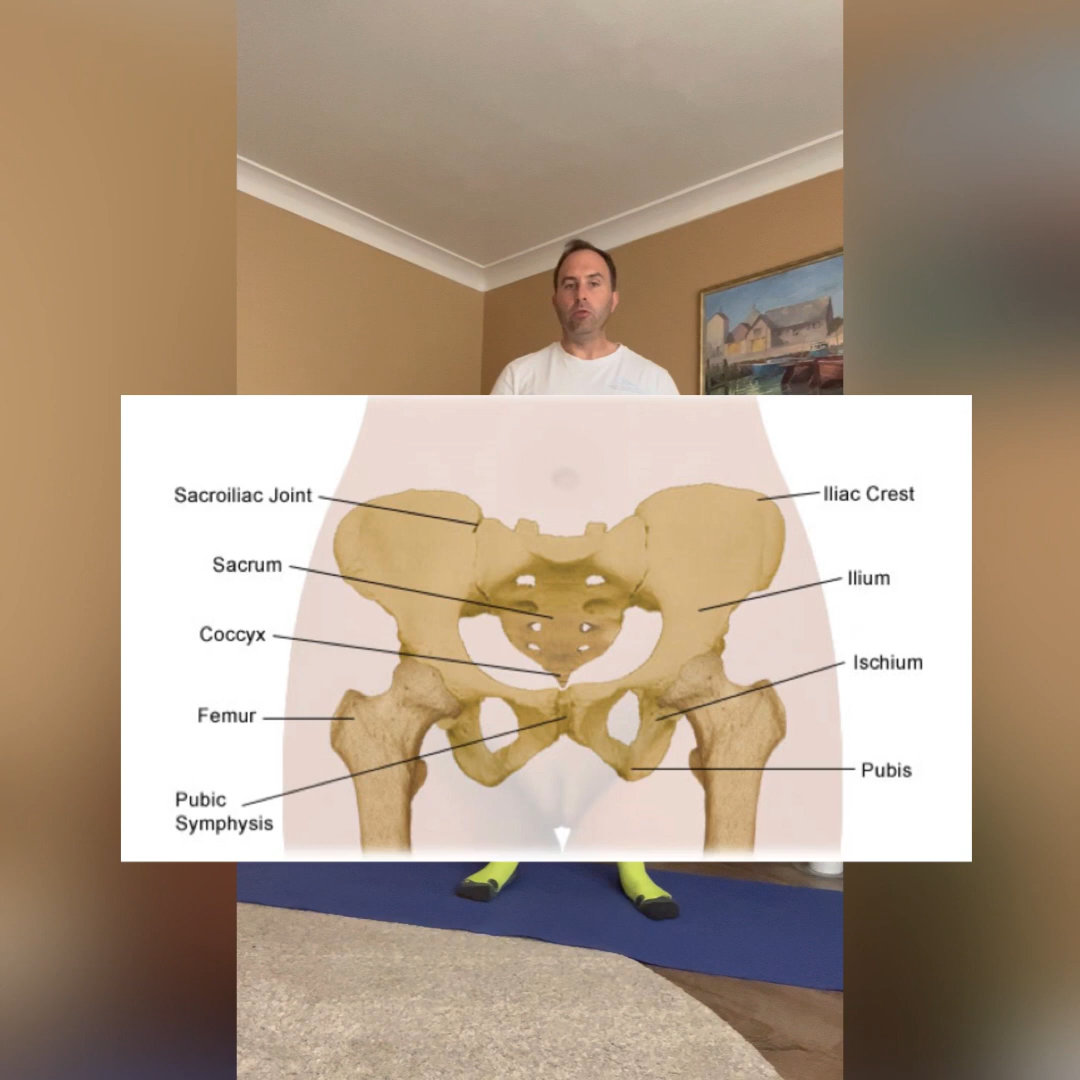 Sacroiliac Joint
Sacrum
Coccyx
Femur
Pubic
Symphysis
Iliac Crest
Ilium
Ischium
Pubis